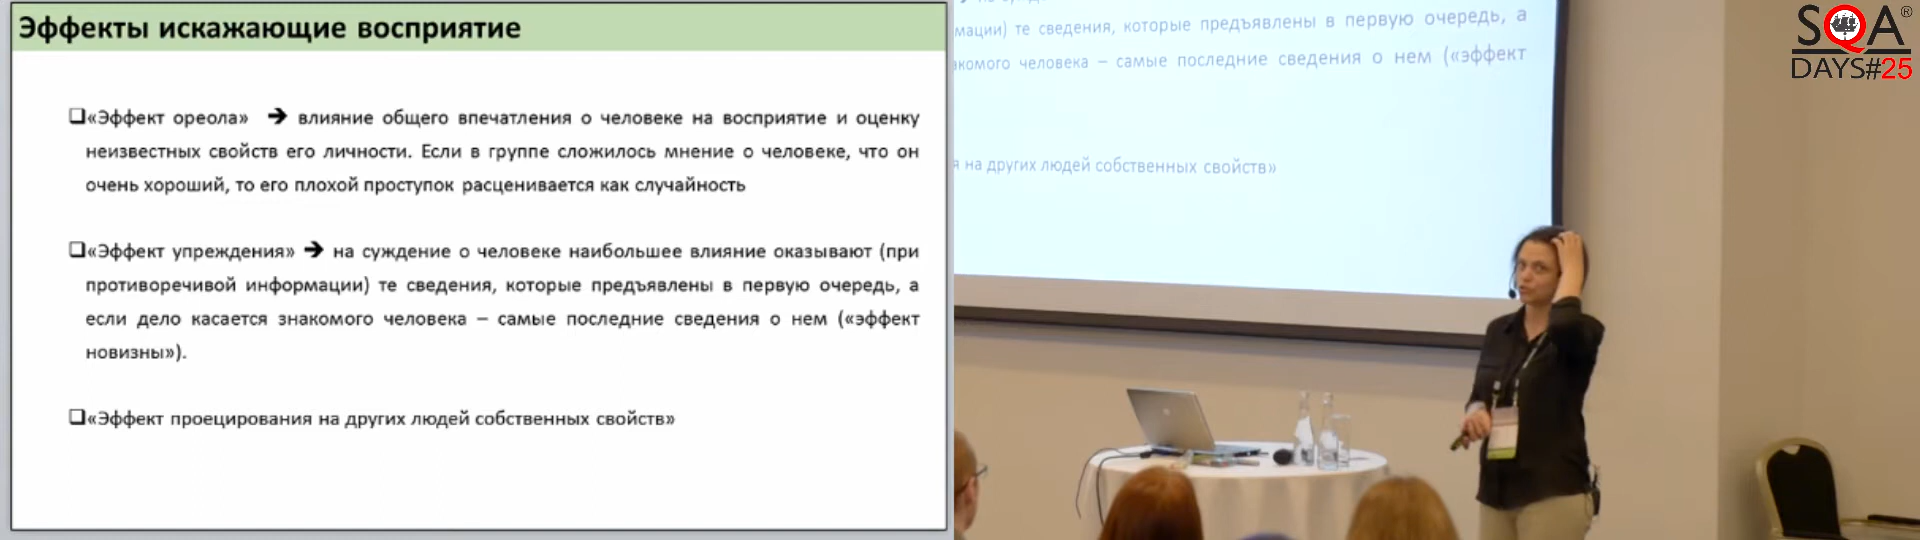 Эффекты искажающие восприятие
«Эффект ореола» ➔ влияние общего впечатления о человеке на восприятие и оценку
неизвестных свойств его личности. Если в группе сложилось мнение о человеке, что он
очень хороший, то его плохой проступок расценивается как случайность
«Эффект упреждения» ➔ на суждение о человеке наибольшее влияние оказывают (при
противоречивой информации) те сведения, которые предъявлены в первую очередь, а
если дело касается знакомого человека – самые последние сведения о нем («эффект
новизны»).
«Эффект проецирования на других людей собственных свойств»
мации) те сведения, которые предъявлены в первую очередь, а
акомого человека – самые последние сведения о нем («эффект
я на других людей собственных свойств»
SQA®
DAYS#25